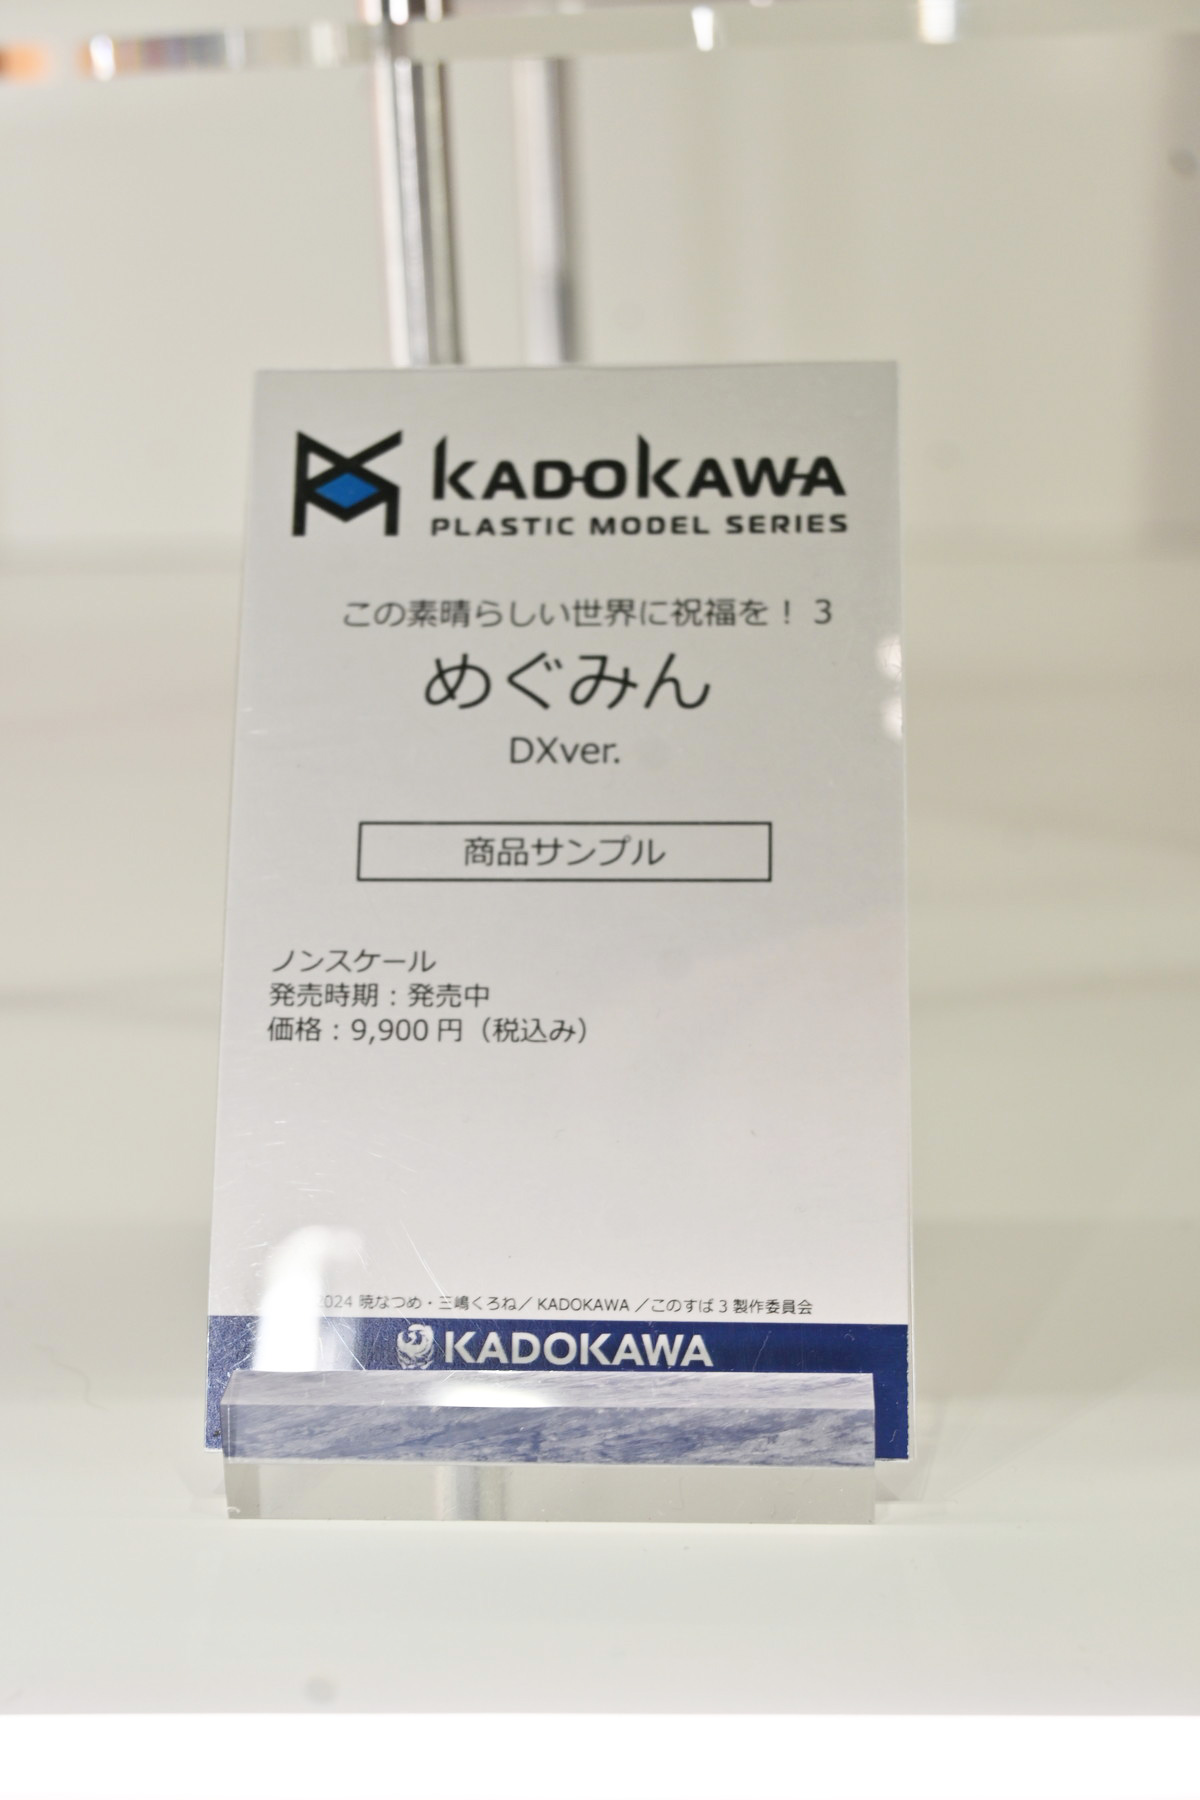 KADOKAWA
PLASTIC MODEL SERIES
この素晴らしい世界に祝福を！ 3
めぐみん
DXver.
商品サンプル
ノンスケール
発売時期：発売中
価格：9,900 円（税込み）
2024 暁なつめ・三嶋くろね／ KADOKAWA ／このすば 3 製作委員会
KADOKAWA